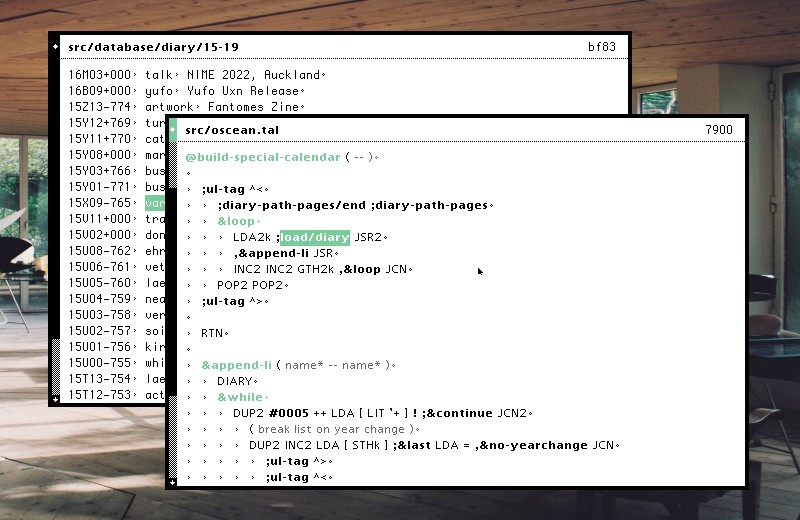 src/database/diary/15-19 bf83
16M03+000› talk› NIME 2022, Auckland◦
16B09+000› yufo› Yufo Uxn Release◦
15Z13-774› artwork› Fantomes Zine◦
15Y12+769› tur
15Y11+770› cat
15Y08+000› mar
15Y03+766› bus
15Y01-771› bus
15X09-765› var
15V11+000› tra
15V02+000› don
15U08-762› ehr
15U06-761› vet
15U05-760› lae
15U04-759› nea
15U03-758› ver
15U02-757› soi
15U01-756› kir
15U00-755› whi
15T13-754› lae
15T12-753› act
src/oscean.tal 7900
@build-special-calendar ( -- )◦
◦
› ;ul-tag ^<◦
› › ;diary-path-pages/end ;diary-path-pages◦
› › &loop◦
› › › LDA2k ;load/diary JSR2◦
› › › ,&append-li JSR◦
› › › INC2 INC2 GTH2k ,&loop JCN◦
› › POP2 POP2◦
› ;ul-tag ^>◦
◦
› RTN◦
◦
› &append-li ( name* -- name* )◦
› › DIARY◦
› › &while◦
› › › DUP2 #0005 ++ LDA [ LIT '+ ] ! ;&continue JCN2◦
› › › › ( break list on year change )◦
› › › › DUP2 INC2 LDA [ STHk ] ;&last LDA = ,&no-yearchange JCN◦
› › › › › ;ul-tag ^>◦
› › › › › ;ul-tag ^<◦